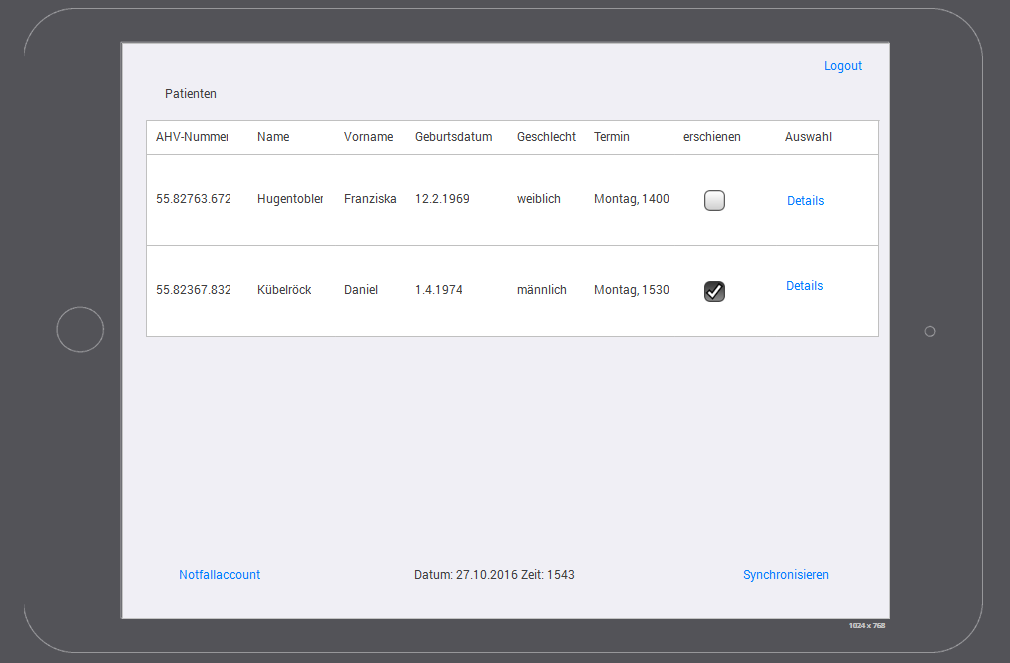 Logout
Patienten
AHV-Nummer Name Vorname Geburtsdatum Geschlecht Termin erschienen Auswahl
55.82763.672 Hugentobler Franziska 12.2.1969 weiblich Montag, 1400 Details
55.82367.832 Kübelröck Daniel 1.4.1974 männlich Montag, 1530 Details
Notfallaccount Datum: 27.10.2016 Zeit: 1543 Synchronisieren
1024 x 768